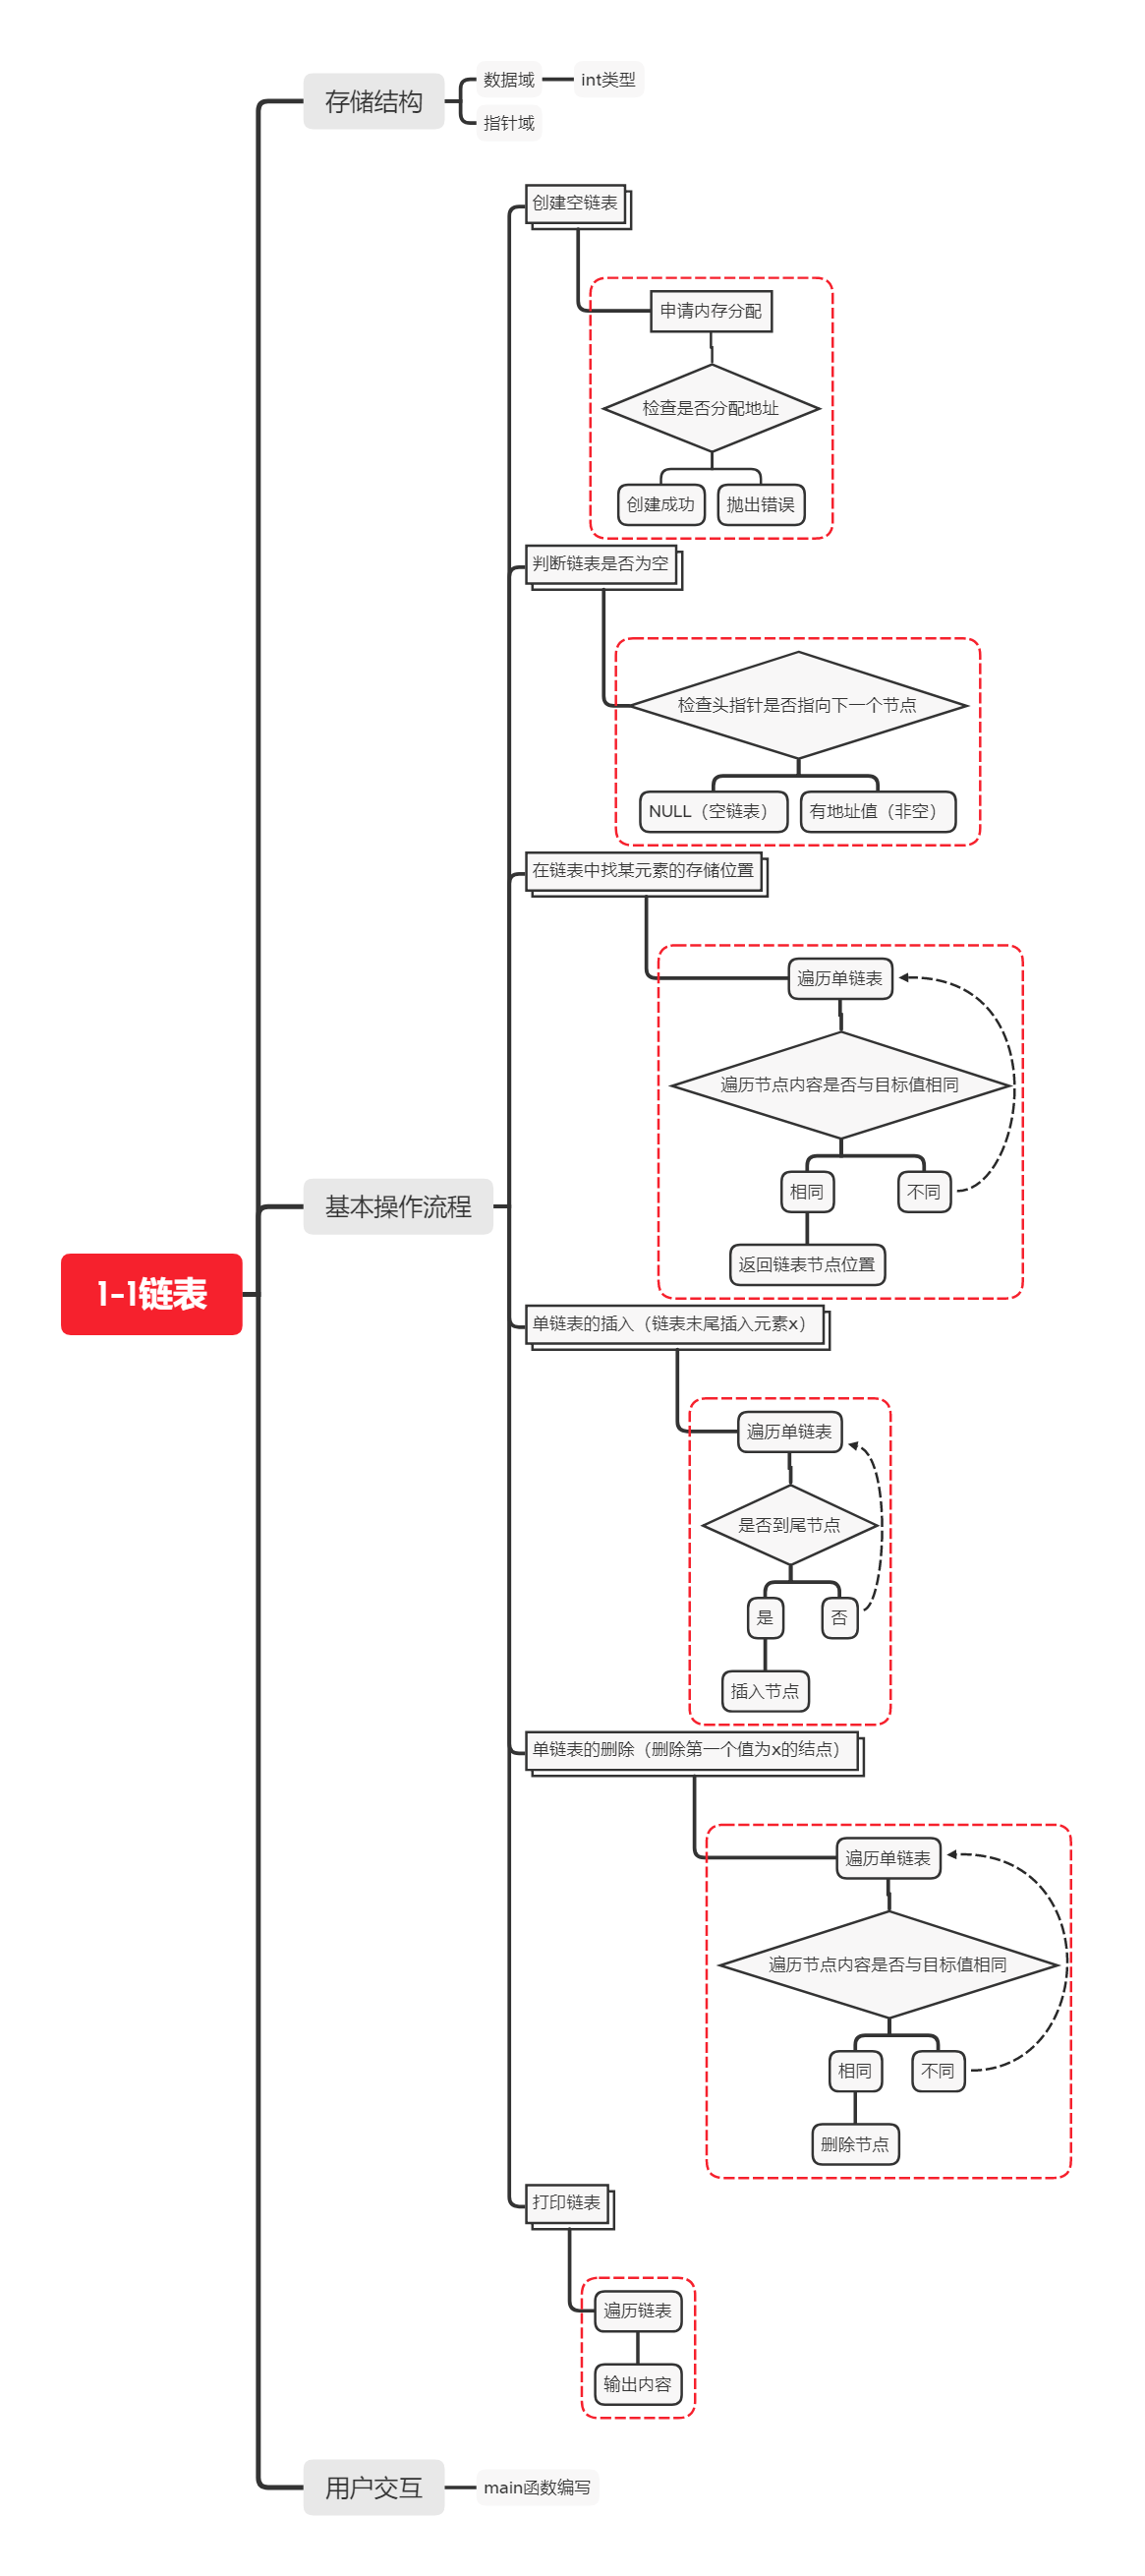 存储结构
数据域
int类型
指针域
创建空链表
申请内存分配
检查是否分配地址
创建成功
抛出错误
判断链表是否为空
检查头指针是否指向下一个节点
NULL（空链表）
有地址值（非空）
在链表中找某元素的存储位置
遍历单链表
遍历节点内容是否与目标值相同
相同
不同
返回链表节点位置
基本操作流程
1-1链表
单链表的插入（链表末尾插入元素x）
遍历单链表
是否到尾节点
是
否
插入节点
单链表的删除（删除第一个值为x的结点）
遍历单链表
遍历节点内容是否与目标值相同
相同
不同
删除节点
打印链表
遍历链表
输出内容
用户交互
main函数编写